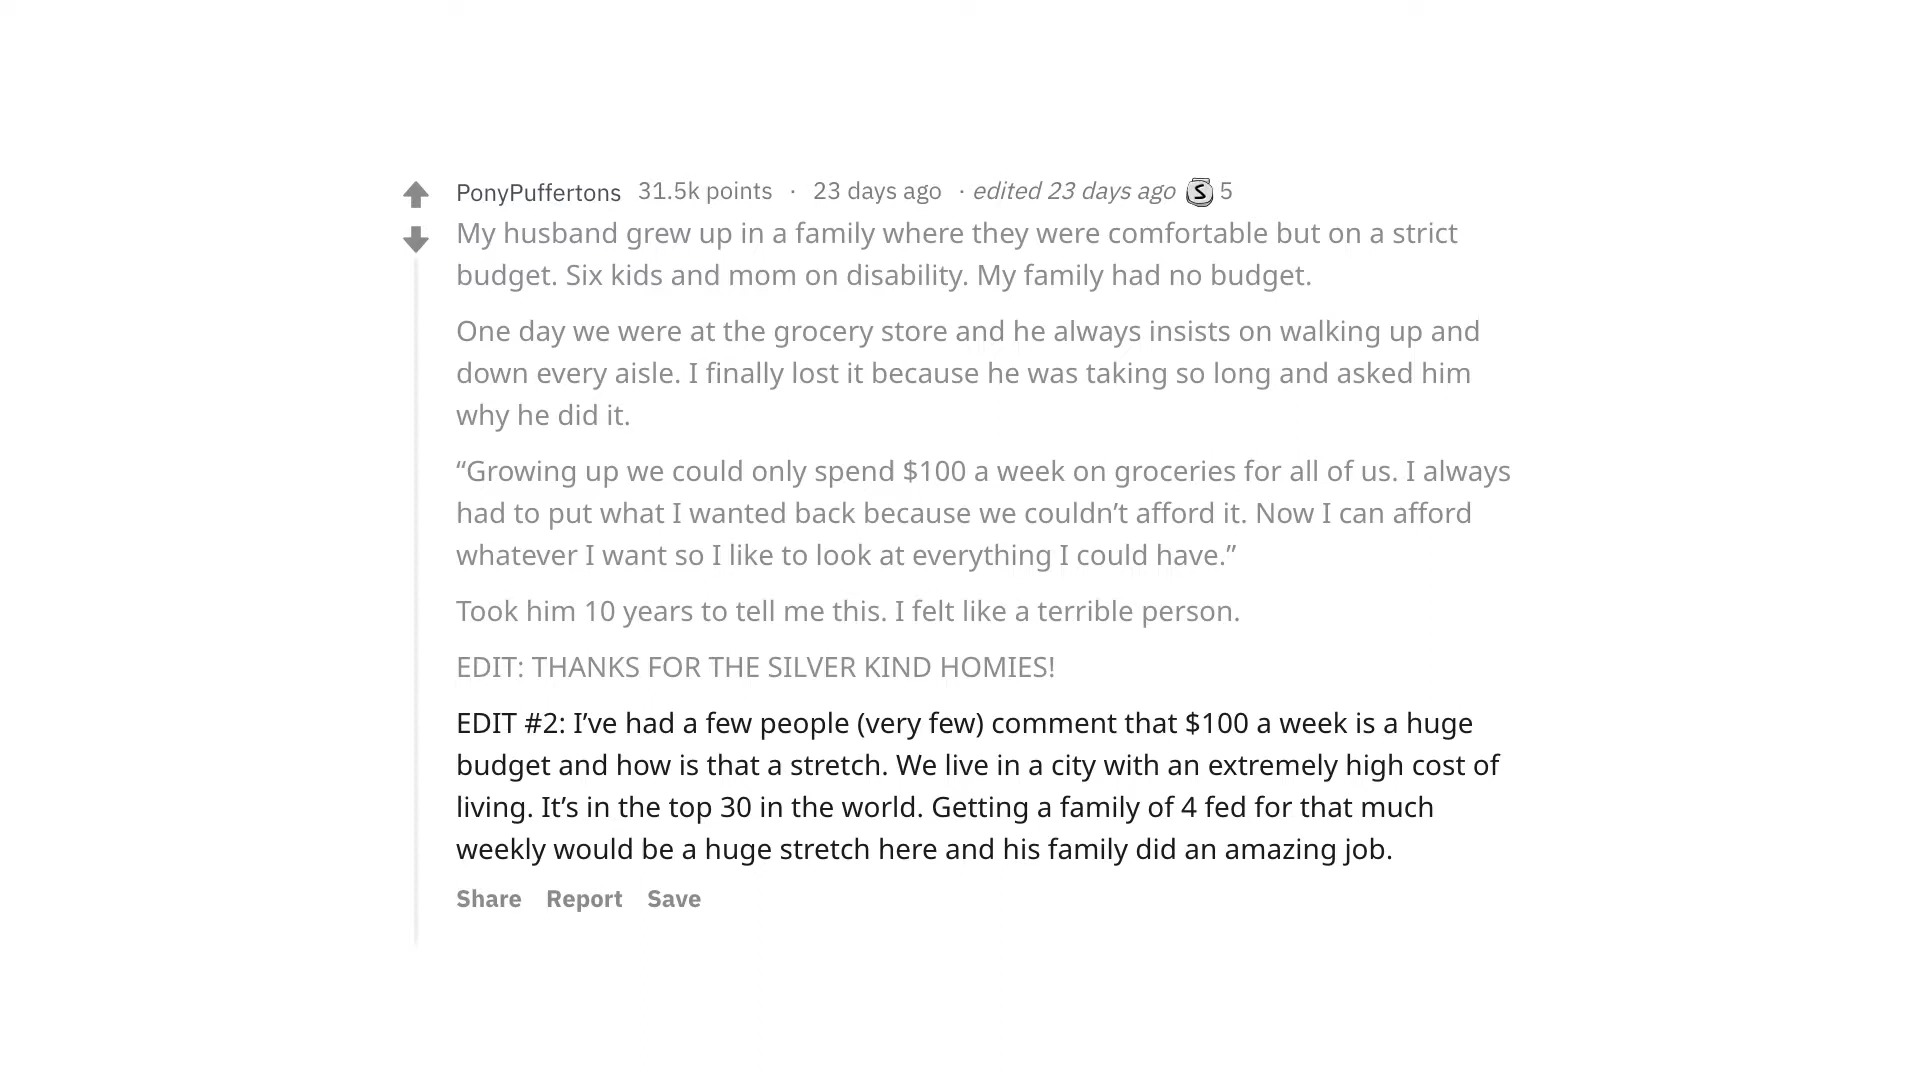 PonyPuffertons 31.5k points · 23 days ago · edited 23 days ago S 5
My husband grew up in a family where they were comfortable but on a strict
budget. Six kids and mom on disability. My family had no budget.
One day we were at the grocery store and he always insists on walking up and
down every aisle. I finally lost it because he was taking so long and asked him
why he did it.
“Growing up we could only spend $100 a week on groceries for all of us. I always
had to put what I wanted back because we couldn’t afford it. Now I can afford
whatever I want so I like to look at everything I could have.”
Took him 10 years to tell me this. I felt like a terrible person.
EDIT: THANKS FOR THE SILVER KIND HOMIES!
EDIT #2: I’ve had a few people (very few) comment that $100 a week is a huge
budget and how is that a stretch. We live in a city with an extremely high cost of
living. It’s in the top 30 in the world. Getting a family of 4 fed for that much
weekly would be a huge stretch here and his family did an amazing job.
Share Report Save